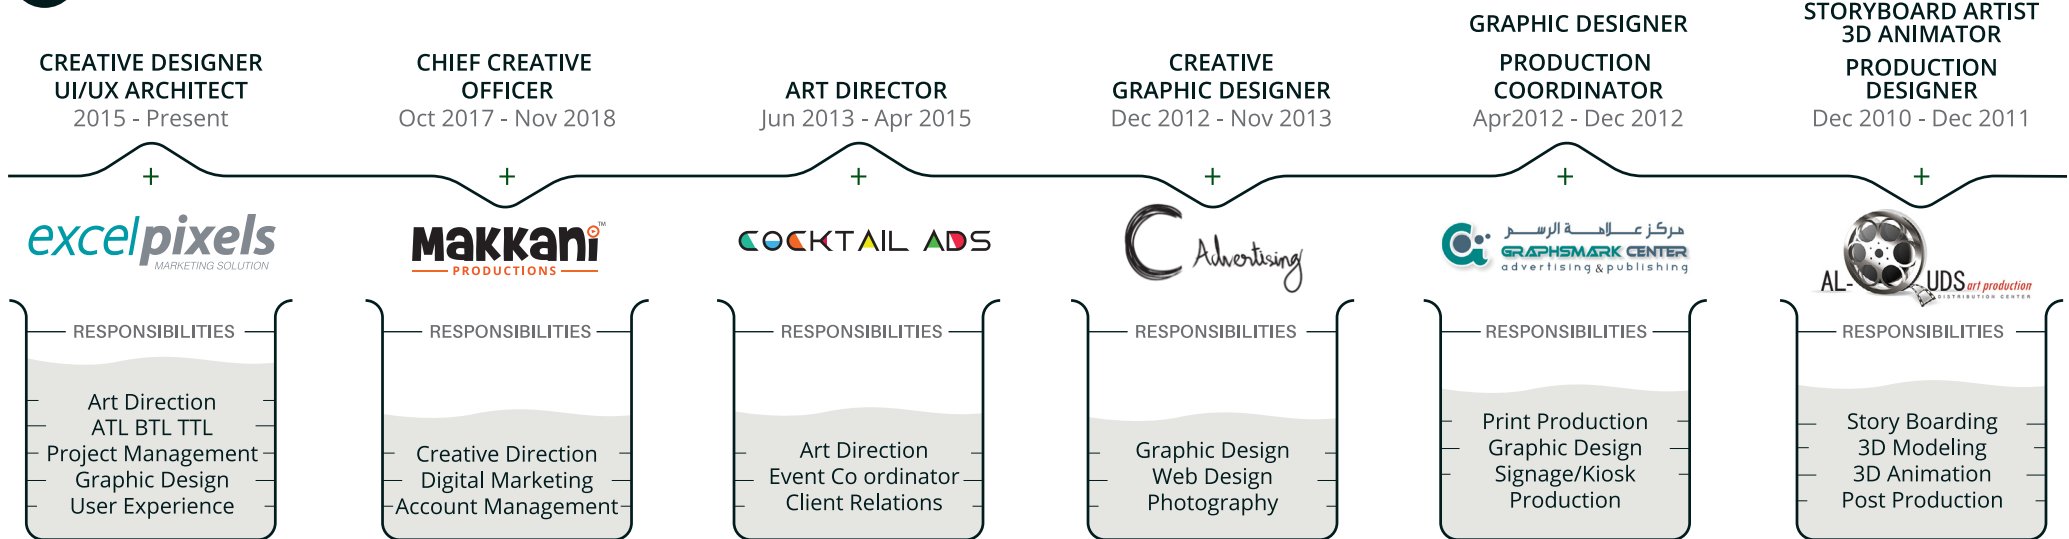 CREATIVE DESIGNER
UI/UX ARCHITECT
2015 - Present
excelpixels
MARKETING SOLUTION
RESPONSIBILITIES
Art Direction
ATL BTL TTL
Project Management
Graphic Design
User Experience
CHIEF CREATIVE
OFFICER
Oct 2017 - Nov 2018
Makkani™
PRODUCTIONS
RESPONSIBILITIES
Creative Direction
Digital Marketing
Account Management
ART DIRECTOR
Jun 2013 - Apr 2015
COCKTAIL ADS
RESPONSIBILITIES
Art Direction
Event Co ordinator
Client Relations
CREATIVE
GRAPHIC DESIGNER
Dec 2012 - Nov 2013
C Advertising
RESPONSIBILITIES
Graphic Design
Web Design
Photography
GRAPHIC DESIGNER
PRODUCTION
COORDINATOR
Apr2012 - Dec 2012
مركز علامة الرسم
GRAPHSMARK CENTER
advertising & publishing
RESPONSIBILITIES
Print Production
Graphic Design
Signage/Kiosk
Production
STORYBOARD ARTIST
3D ANIMATOR
PRODUCTION
DESIGNER
Dec 2010 - Dec 2011
AL-QUDS art production
DISTRIBUTION CENTER
RESPONSIBILITIES
Story Boarding
3D Modeling
3D Animation
Post Production